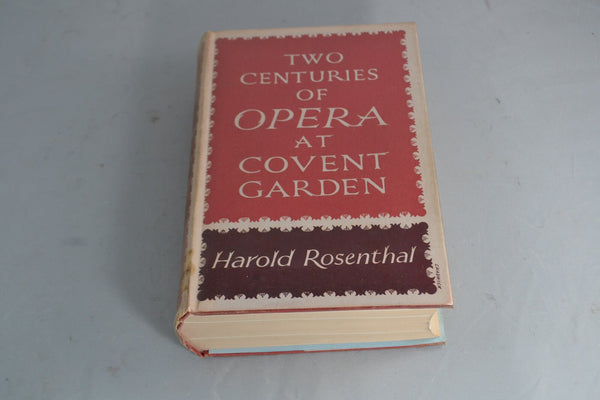 TWO
CENTURIES
OF
OPERA
AT
COVENT
GARDEN
Harold Rosenthal